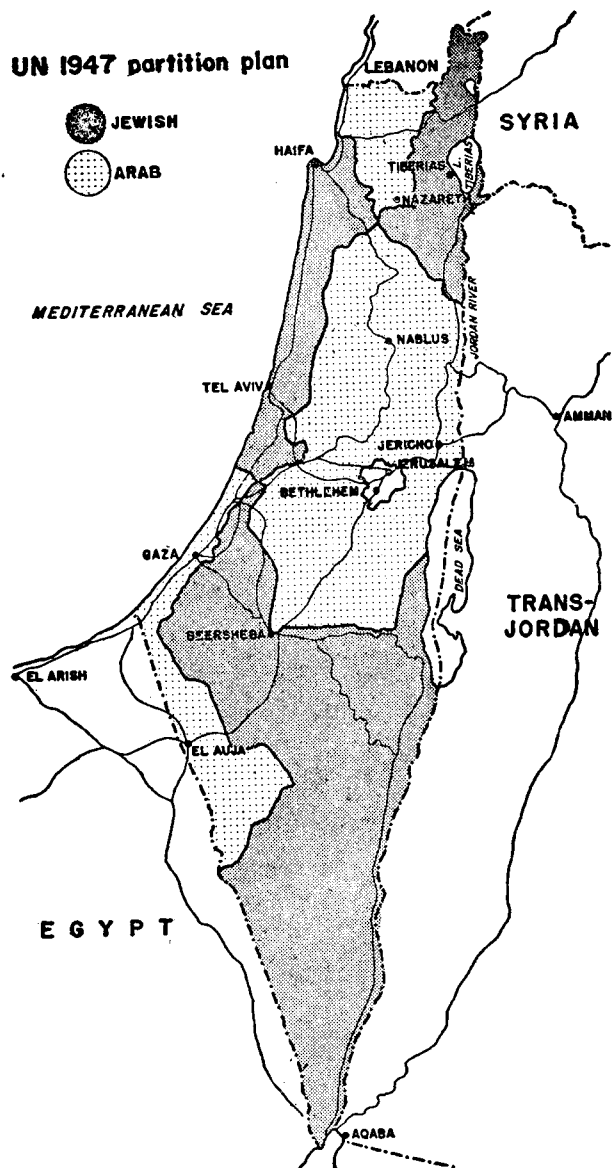 UN 1947 partition plan
JEWISH
ARAB
LEBANON
SYRIA
HAIFA
TIBERIAS
L. TIBERIAS
NAZARETH
MEDITERRANEAN SEA
JORDAN RIVER
NABLUS
TEL AVIV
AMMAN
JERICHO
JERUSALEM
BETHLEHEM
GAZA
DEAD SEA
TRANS-
JORDAN
BEERSHEBA
EL ARISH
EL AUJA
EGYPT
AQABA